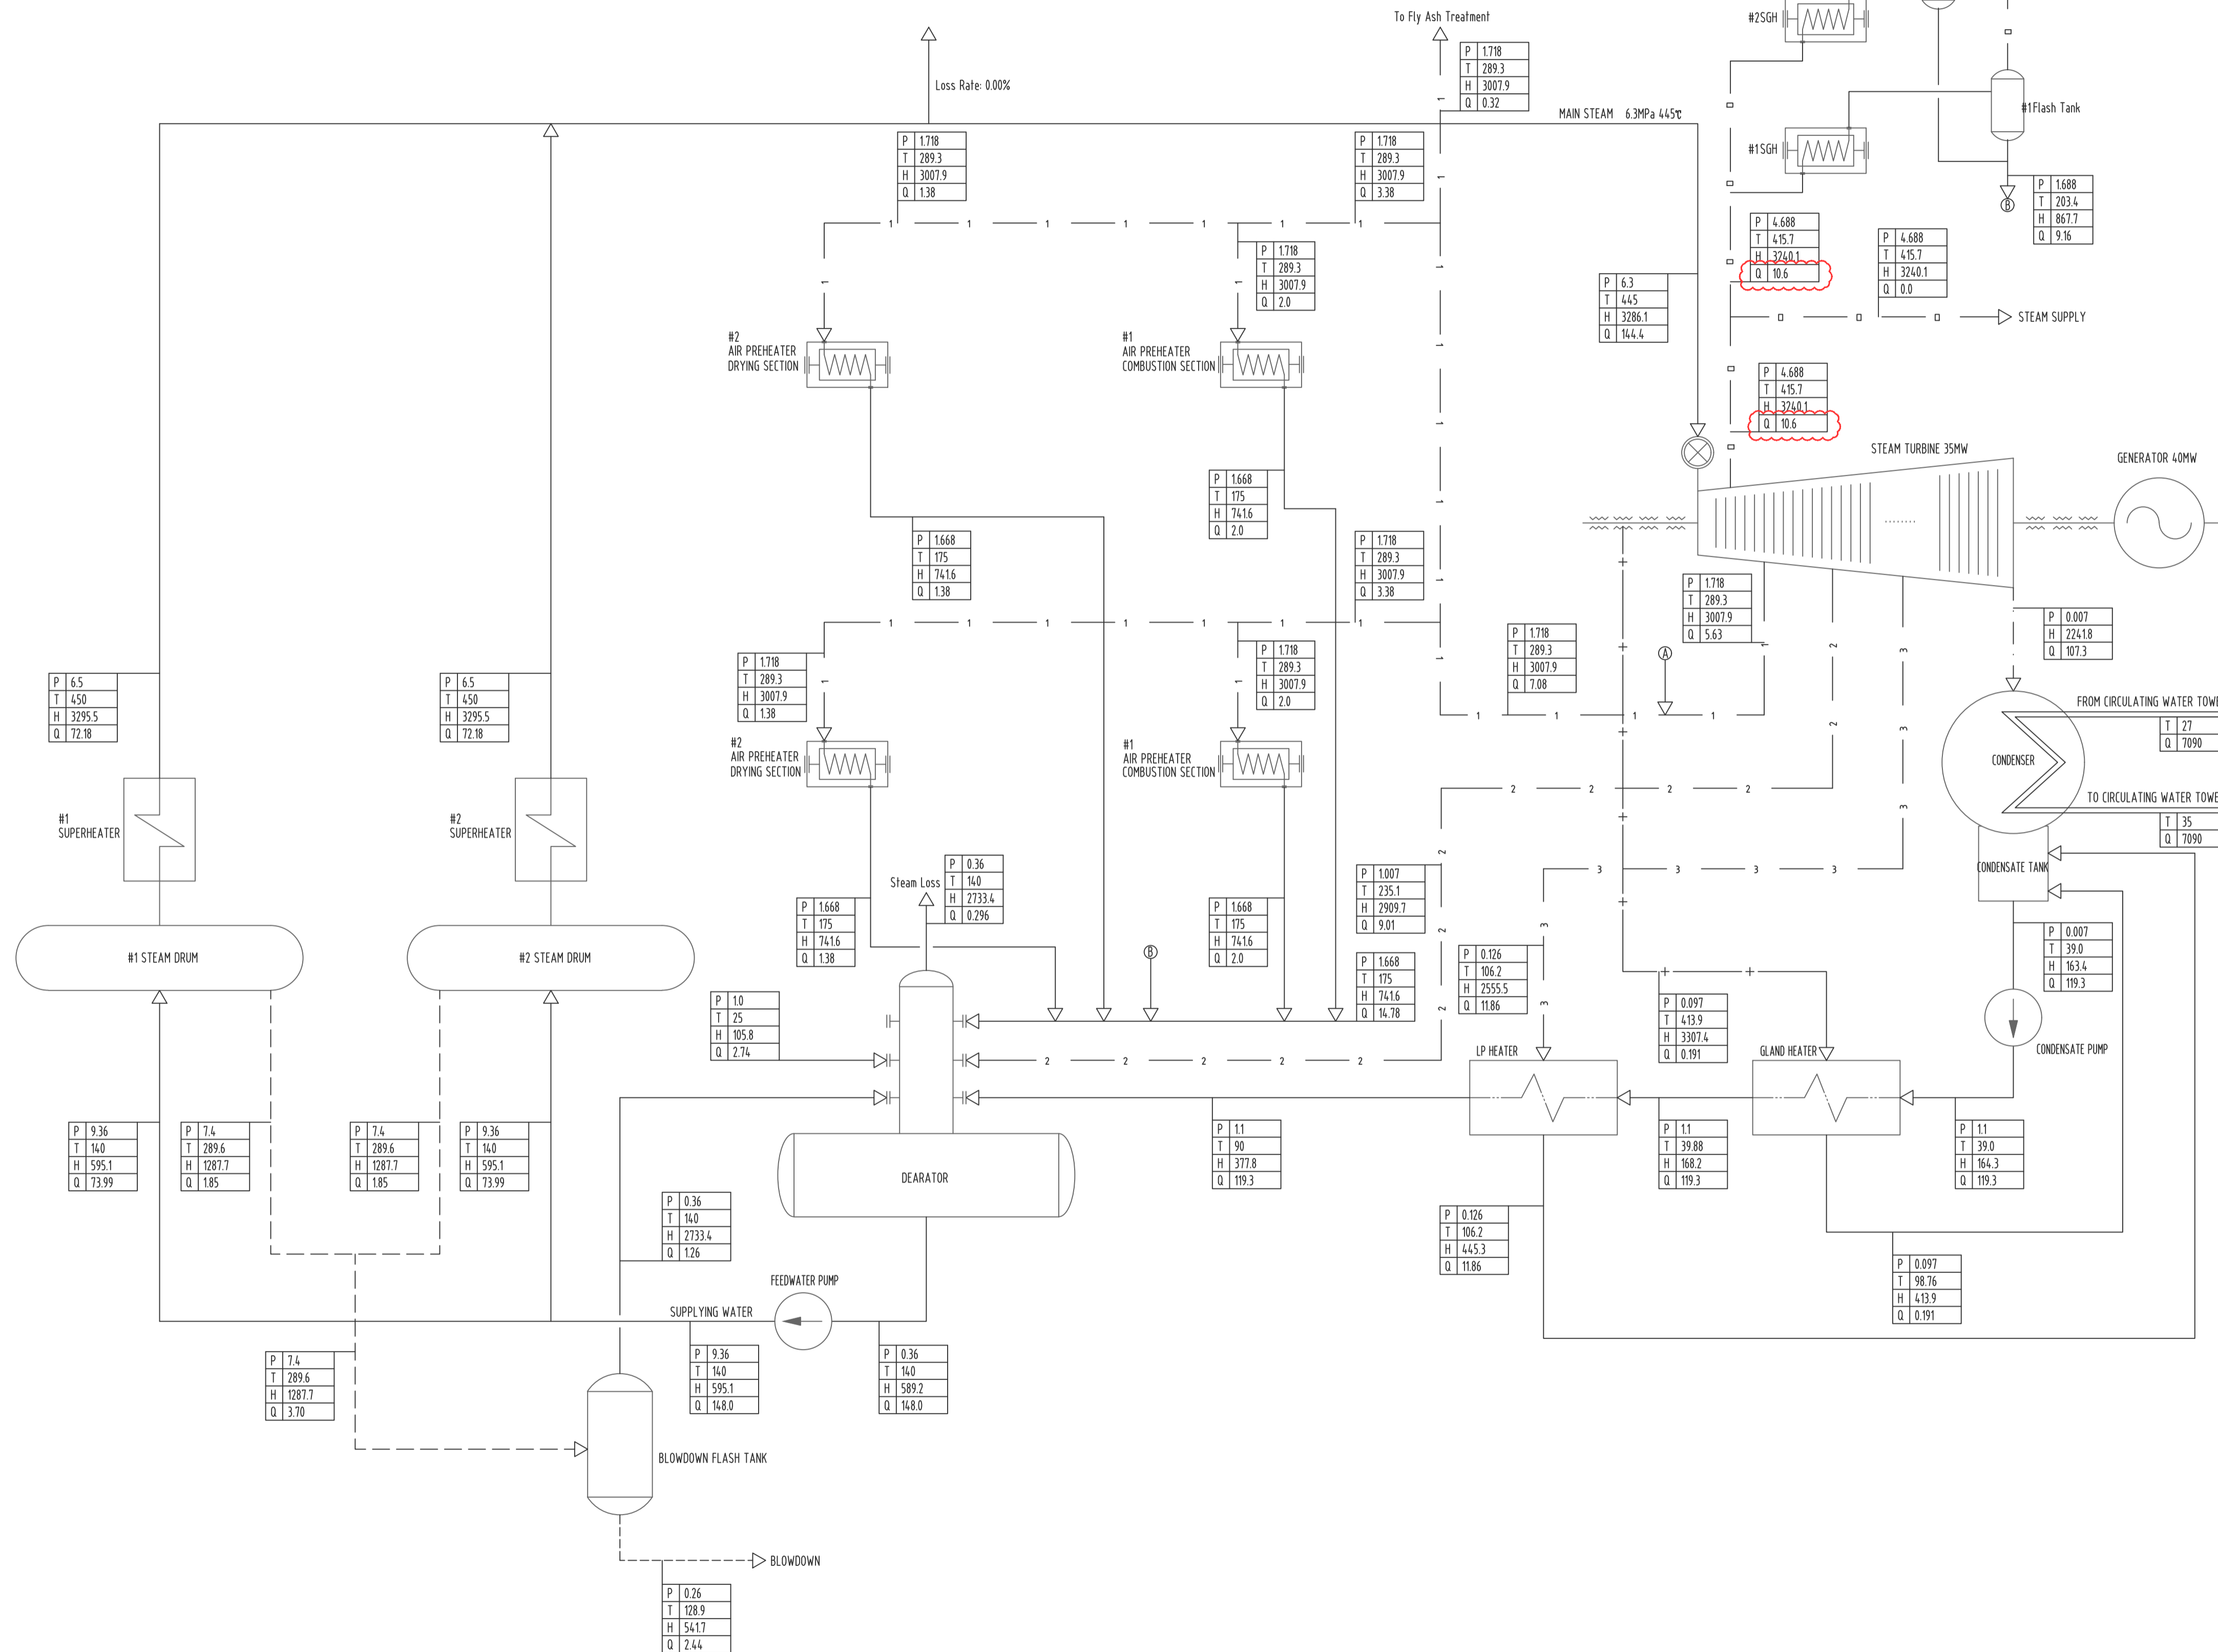 To Fly Ash Treatment
P 1.718
T 289.3
H 3007.9
Q 0.32
#2SGH
Loss Rate: 0.00%
MAIN STEAM 6.3MPa 445℃
#1Flash Tank
#1SGH
P 1.718
T 289.3
H 3007.9
Q 1.38
P 1.718
T 289.3
H 3007.9
Q 3.38
B
P 1.688
T 203.4
H 867.7
Q 9.16
P 1.718
T 289.3
H 3007.9
Q 2.0
P 4.688
T 415.7
H 3240.1
Q 10.6
P 4.688
T 415.7
H 3240.1
Q 0.0
STEAM SUPPLY
P 6.3
T 445
H 3286.1
Q 144.4
#2
AIR PREHEATER
DRYING SECTION
#1
AIR PREHEATER
COMBUSTION SECTION
P 4.688
T 415.7
H 3240.1
Q 10.6
STEAM TURBINE 35MW
GENERATOR 40MW
P 1.668
T 175
H 741.6
Q 2.0
P 1.668
T 175
H 741.6
Q 1.38
P 1.718
T 289.3
H 3007.9
Q 3.38
P 1.718
T 289.3
H 3007.9
Q 5.63
P 0.007
H 2241.8
Q 107.3
P 1.718
T 289.3
H 3007.9
Q 7.08
A
P 1.718
T 289.3
H 3007.9
Q 1.38
P 1.718
T 289.3
H 3007.9
Q 2.0
P 6.5
T 450
H 3295.5
Q 72.18
P 6.5
T 450
H 3295.5
Q 72.18
FROM CIRCULATING WATER TOWE
T 27
Q 7090
CONDENSER
TO CIRCULATING WATER TOWE
T 35
Q 7090
#2
AIR PREHEATER
DRYING SECTION
#1
AIR PREHEATER
COMBUSTION SECTION
#1
SUPERHEATER
#2
SUPERHEATER
CONDENSATE TANK
Steam Loss
P 0.36
T 140
H 2733.4
Q 0.296
P 1.007
T 235.1
H 2909.7
Q 9.01
P 1.668
T 175
H 741.6
Q 1.38
P 1.668
T 175
H 741.6
Q 2.0
B
P 0.007
T 39.0
H 163.4
Q 119.3
#1 STEAM DRUM
#2 STEAM DRUM
P 1.668
T 175
H 741.6
Q 14.78
P 0.126
T 106.2
H 2555.5
Q 11.86
P 1.0
T 25
H 105.8
Q 2.74
P 0.097
T 413.9
H 3307.4
Q 0.191
LP HEATER
GLAND HEATER
CONDENSATE PUMP
P 9.36
T 140
H 595.1
Q 73.99
P 7.4
T 289.6
H 1287.7
Q 1.85
P 7.4
T 289.6
H 1287.7
Q 1.85
P 9.36
T 140
H 595.1
Q 73.99
P 1.1
T 90
H 377.8
Q 119.3
P 1.1
T 39.88
H 168.2
Q 119.3
P 1.1
T 39.0
H 164.3
Q 119.3
DEARATOR
P 0.36
T 140
H 2733.4
Q 1.26
P 0.126
T 106.2
H 445.3
Q 11.86
P 0.097
T 98.76
H 413.9
Q 0.191
FEEDWATER PUMP
SUPPLYING WATER
P 7.4
T 289.6
H 1287.7
Q 3.70
P 9.36
T 140
H 595.1
Q 148.0
P 0.36
T 140
H 589.2
Q 148.0
BLOWDOWN FLASH TANK
BLOWDOWN
P 0.26
T 128.9
H 541.7
Q 2.44